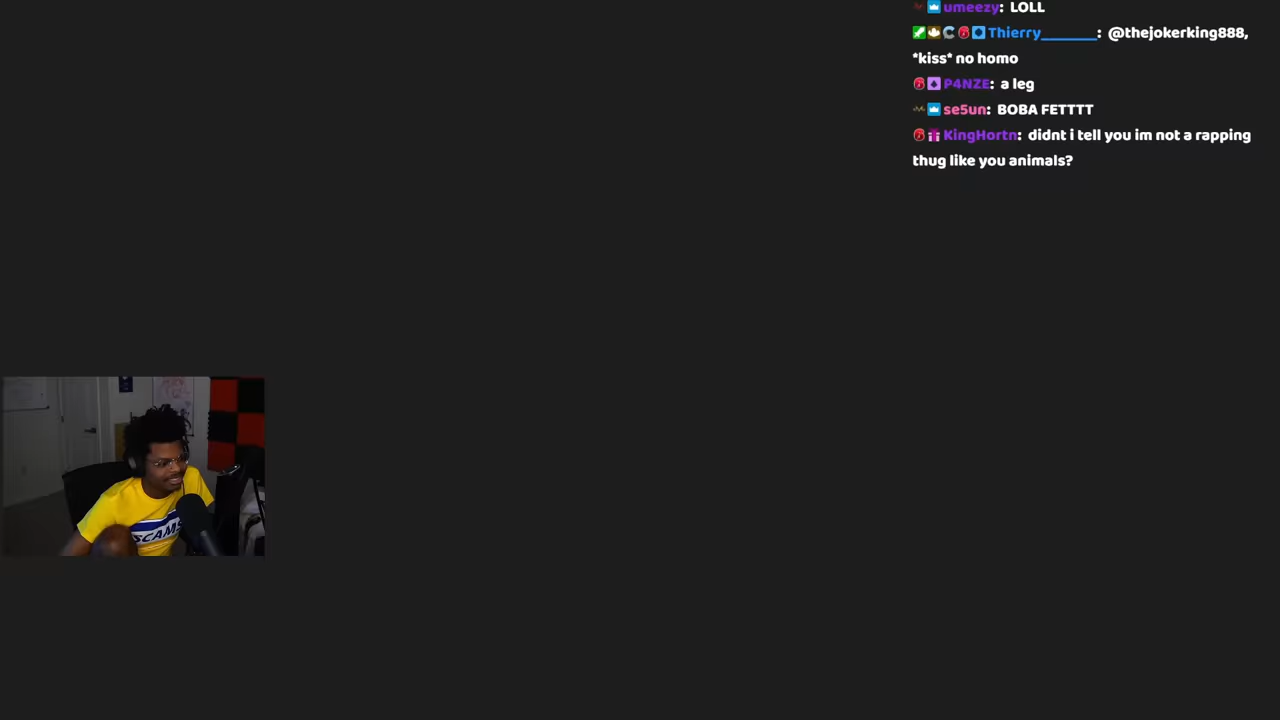 umeezy: LOLL
Thierry_______: @thejokerking888,
*kiss* no homo
P4NZE: a leg
se5un: BOBA FETTTT
KingHortn: didnt i tell you im not a rapping
thug like you animals?
SCAM